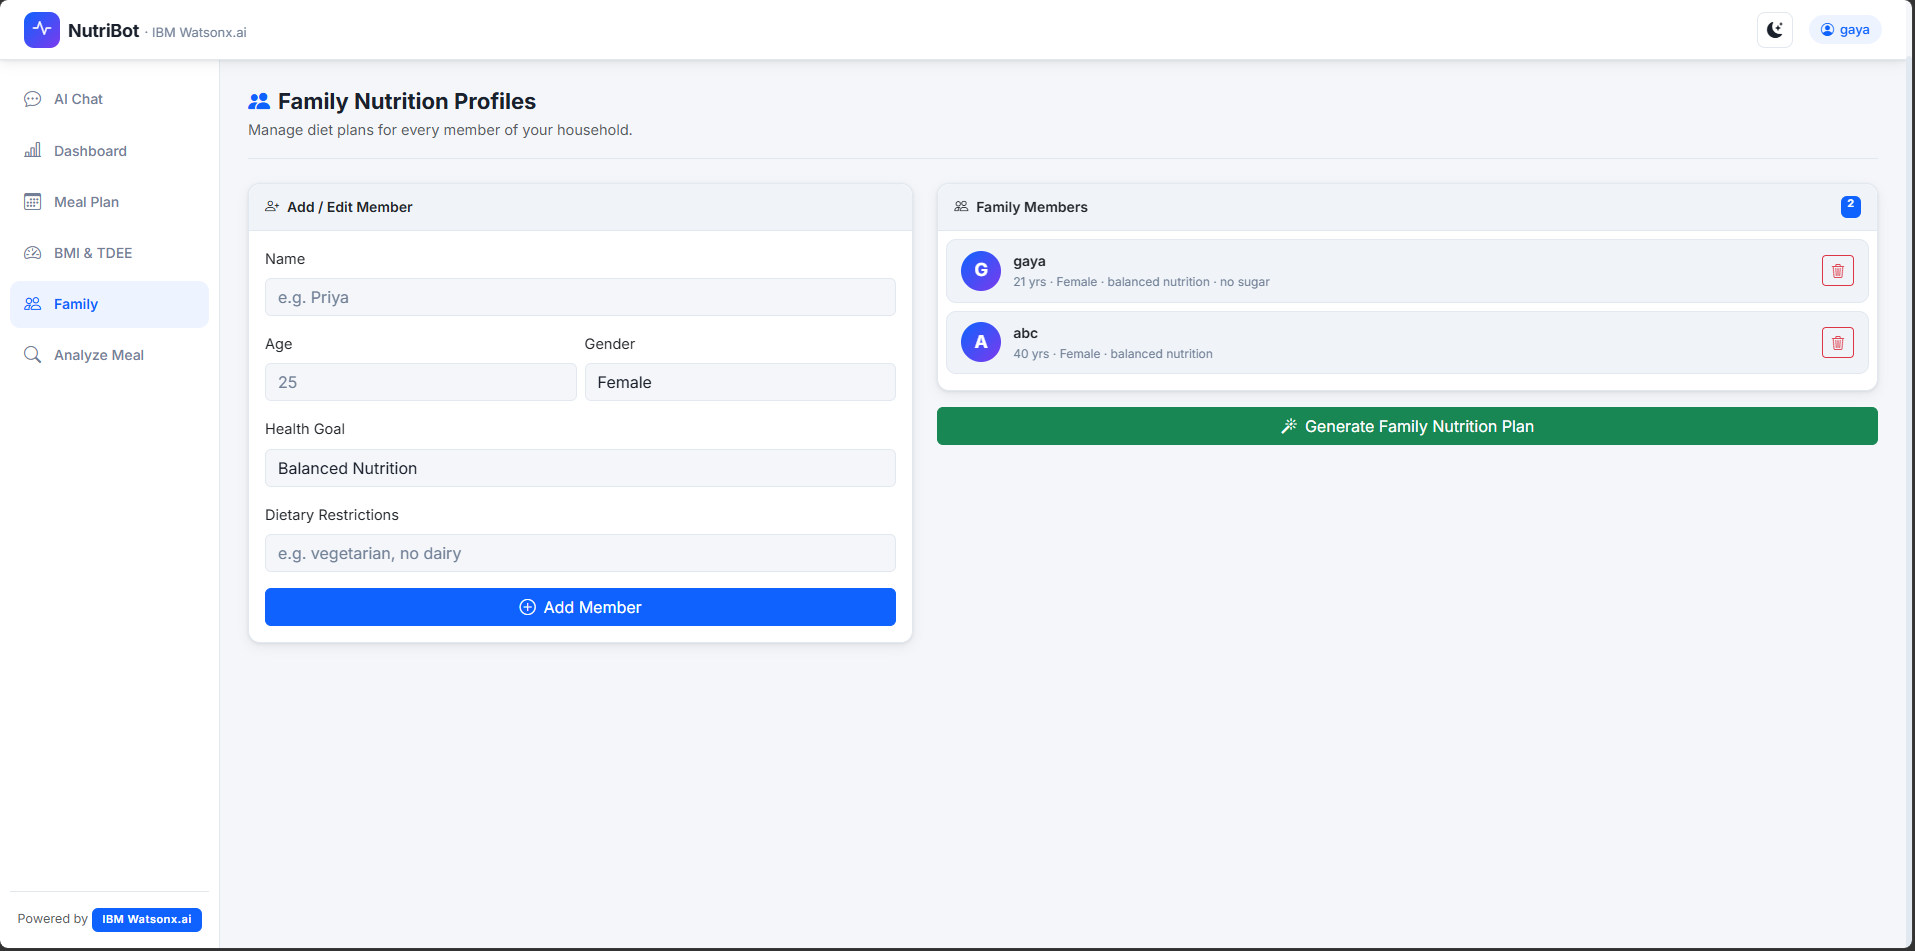 NutriBot · IBM Watsonx.ai
gaya
AI Chat
Dashboard
Meal Plan
BMI & TDEE
Family
Analyze Meal
Powered by IBM Watsonx.ai
Family Nutrition Profiles
Manage diet plans for every member of your household.
Add / Edit Member
Name
e.g. Priya
Age Gender
25 Female
Health Goal
Balanced Nutrition
Dietary Restrictions
e.g. vegetarian, no dairy
Add Member
Family Members 2
G
gaya
21 yrs · Female · balanced nutrition · no sugar
A
abc
40 yrs · Female · balanced nutrition
Generate Family Nutrition Plan